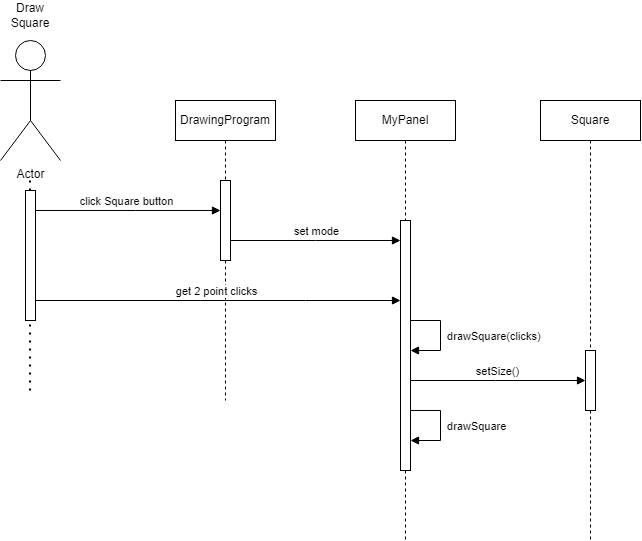 Draw
Square
DrawingProgram
MyPanel
Square
Actor
click Square button
set mode
get 2 point clicks
drawSquare(clicks)
setSize()
drawSquare